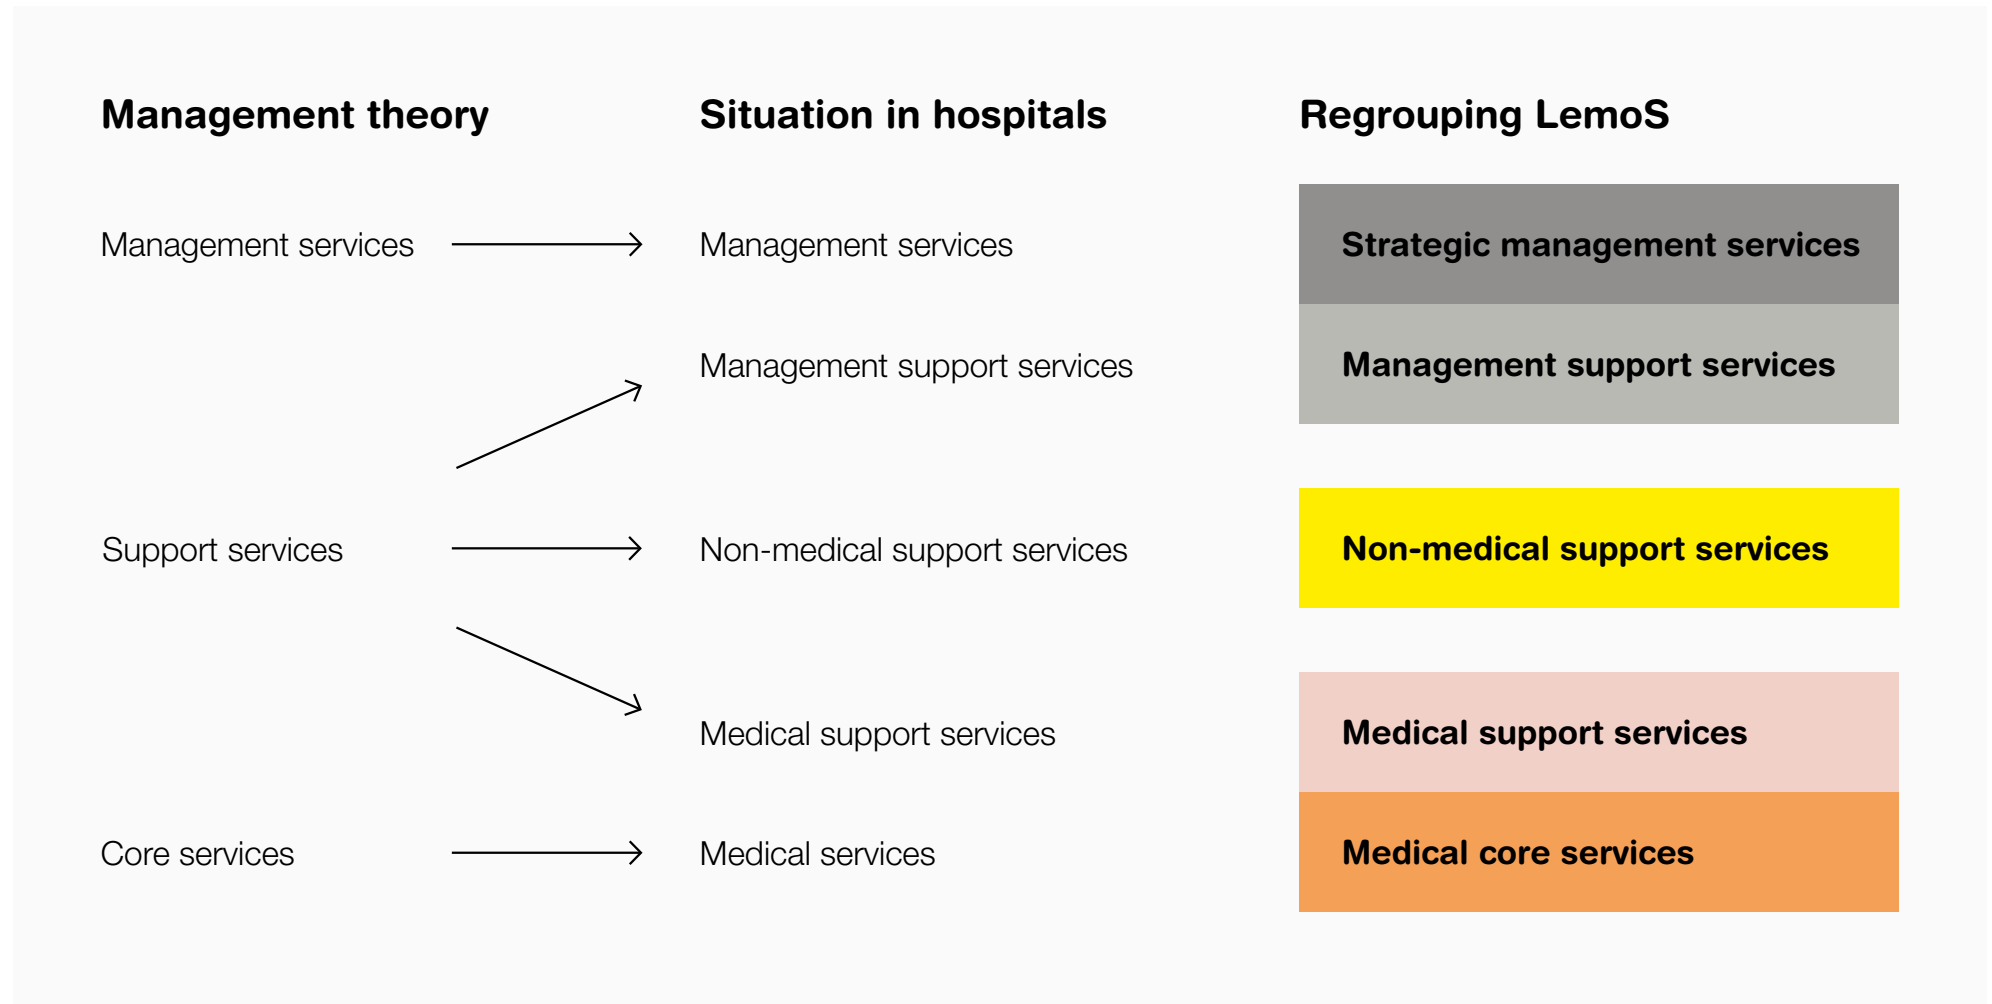 Management theory
Situation in hospitals
Regrouping LemoS
Management services
Management services
Strategic management services
Management support services
Management support services
Support services
Non-medical support services
Non-medical support services
Medical support services
Medical support services
Core services
Medical services
Medical core services